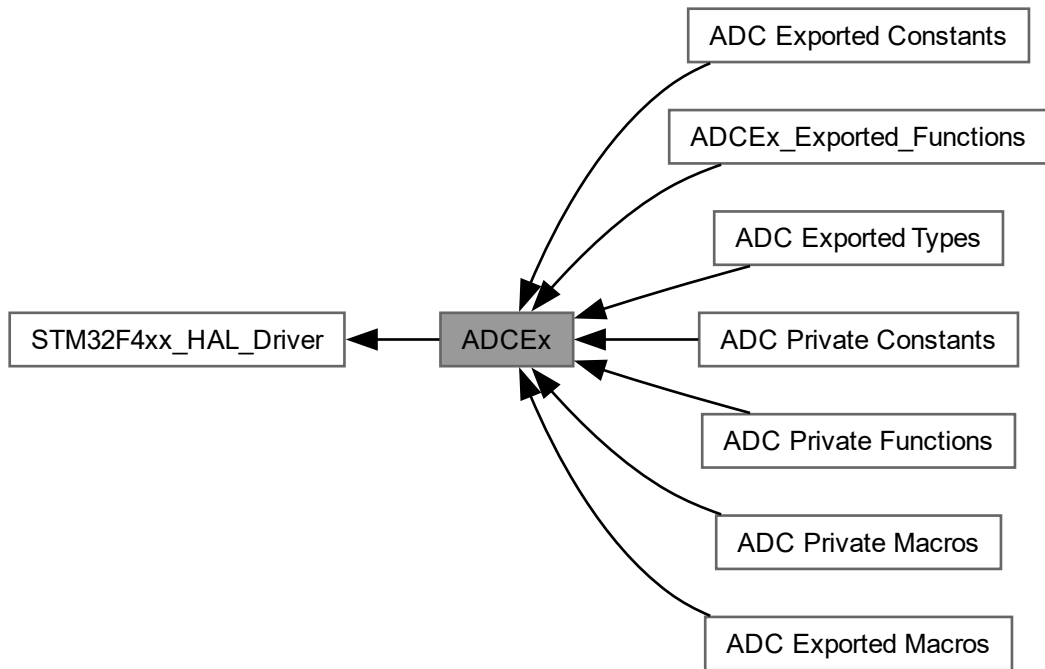 ADC Exported Constants
ADCEx_Exported_Functions
ADC Exported Types
STM32F4xx_HAL_Driver
ADCEx
ADC Private Constants
ADC Private Functions
ADC Private Macros
ADC Exported Macros